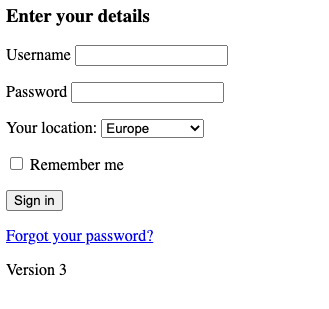 Enter your details
Username
Password
Your location: Europe
Remember me
Sign in
Forgot your password?
Version 3